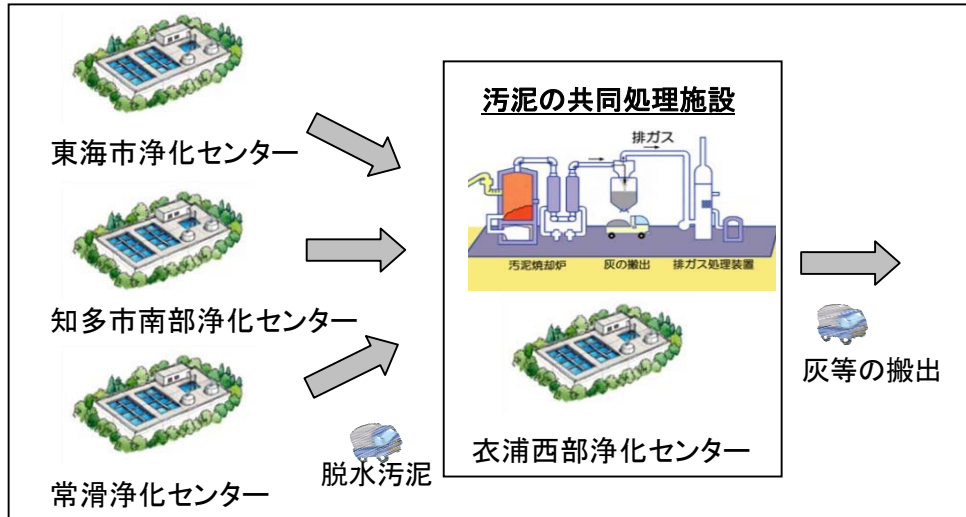 東海市浄化センター
知多市南部浄化センター
常滑浄化センター
脱水汚泥
汚泥の共同処理施設
排ガス
汚泥焼却炉
灰の搬出
排ガス処理装置
衣浦西部浄化センター
灰等の搬出